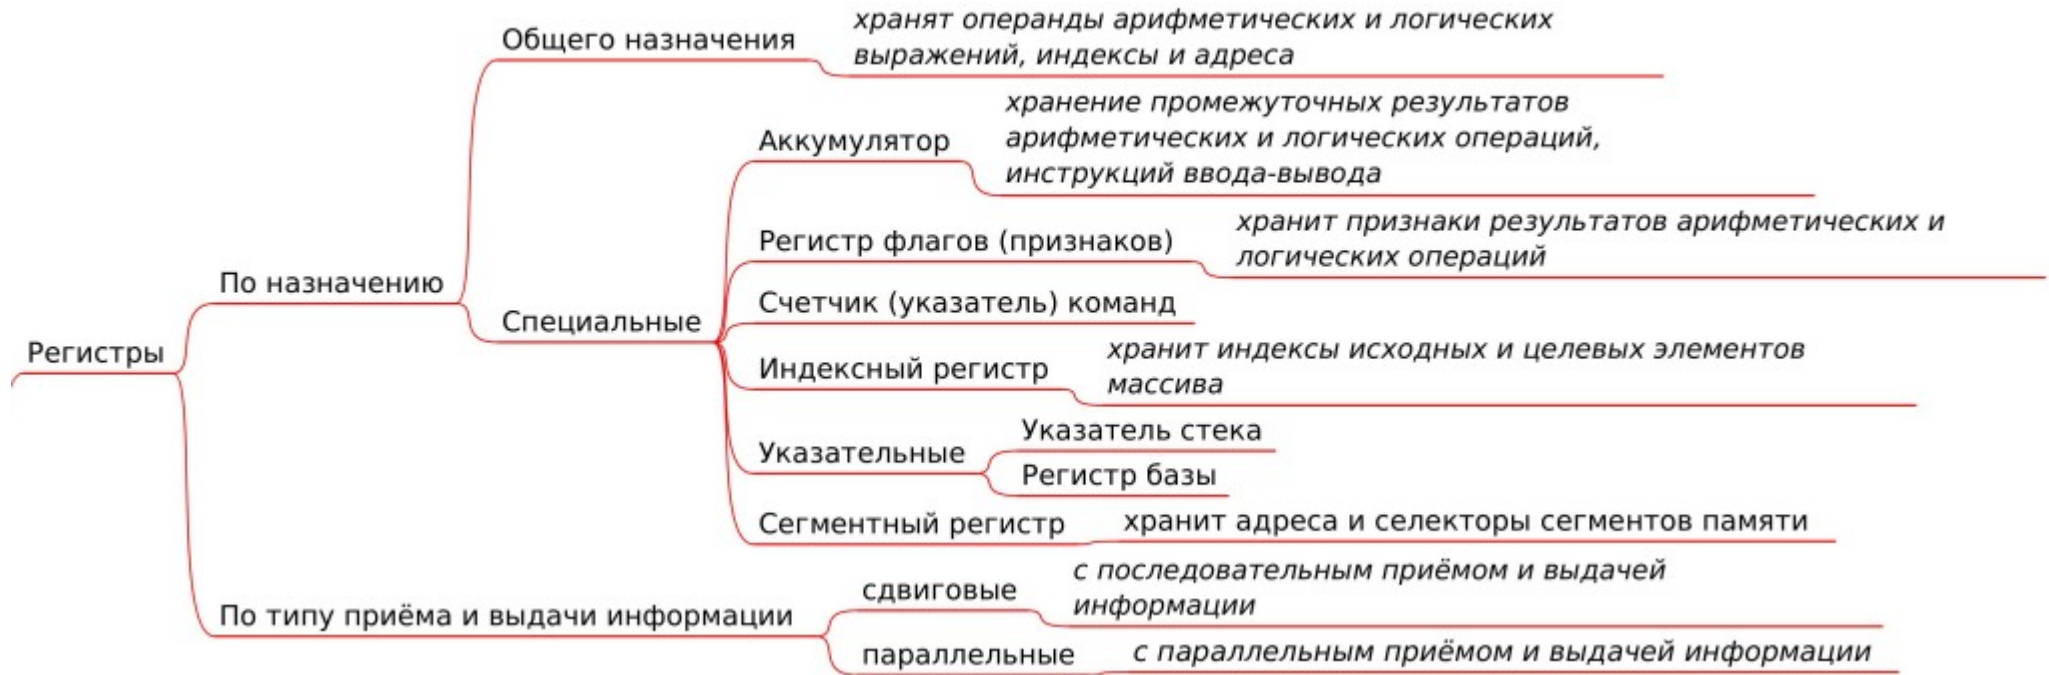 Регистры
По назначению
Общего назначения
хранят операнды арифметических и логических
выражений, индексы и адреса
Специальные
Аккумулятор
хранение промежуточных результатов
арифметических и логических операций,
инструкций ввода-вывода
Регистр флагов (признаков)
хранит признаки результатов арифметических и
логических операций
Счетчик (указатель) команд
Индексный регистр
хранит индексы исходных и целевых элементов
массива
Указательные
Указатель стека
Регистр базы
Сегментный регистр
хранит адреса и селекторы сегментов памяти
По типу приёма и выдачи информации
сдвиговые
с последовательным приёмом и выдачей
информации
параллельные
с параллельным приёмом и выдачей информации